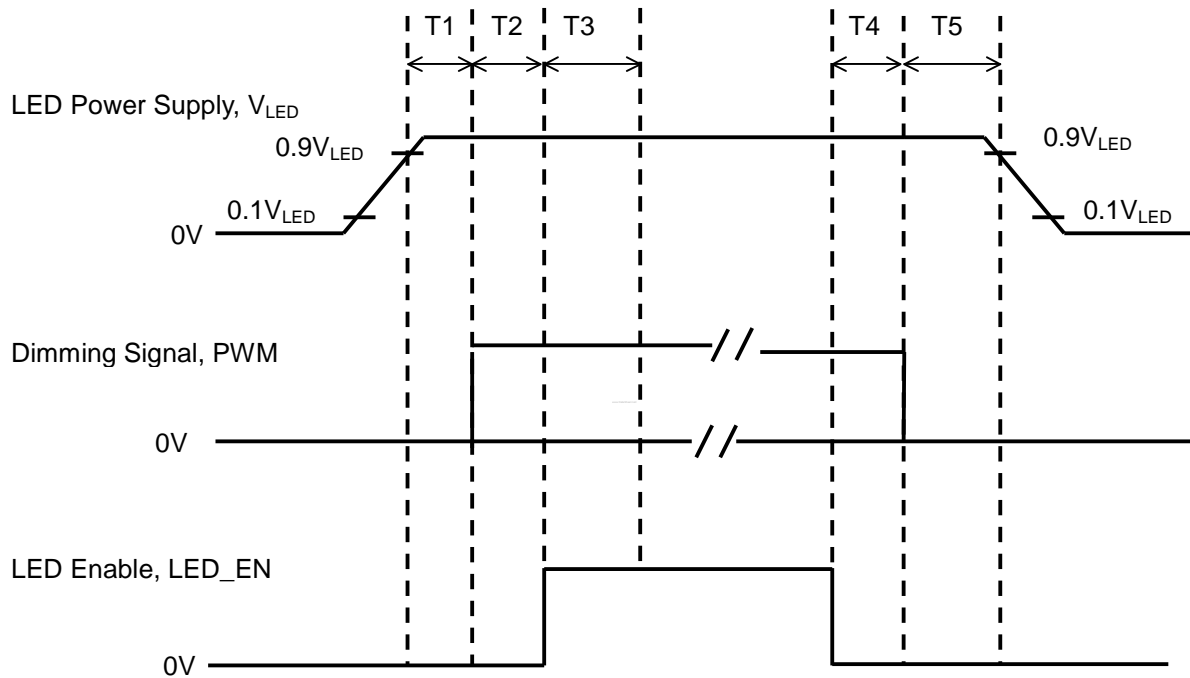 T1 T2 T3 T4 T5
LED Power Supply, VLED
0.9VLED 0.9VLED
0.1VLED 0.1VLED
0V
Dimming Signal, PWM
0V
LED Enable, LED_EN
0V